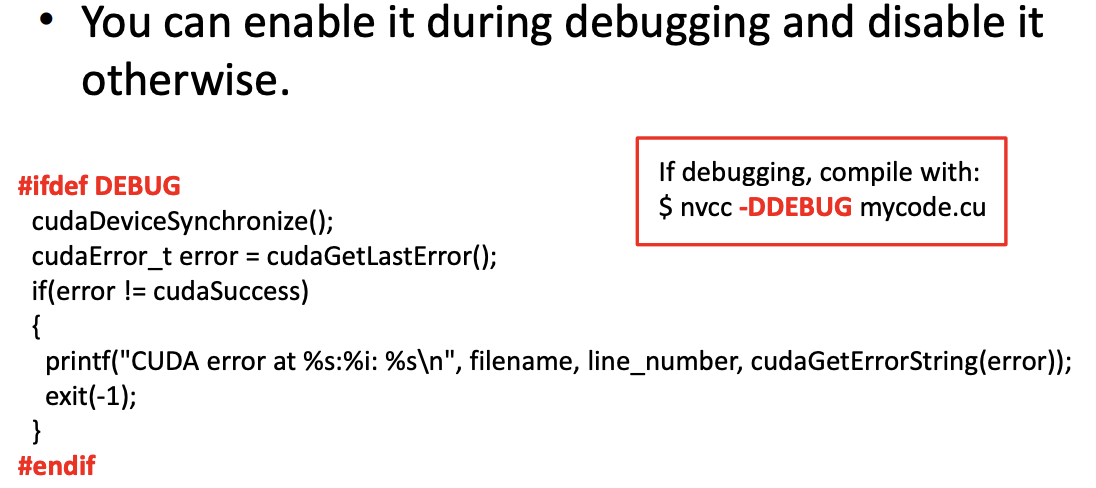 • You can enable it during debugging and disable it
otherwise.
If debugging, compile with:
$ nvcc -DDEBUG mycode.cu
#ifdef DEBUG
cudaDeviceSynchronize();
cudaError_t error = cudaGetLastError();
if(error != cudaSuccess)
{
printf("CUDA error at %s:%i: %s\n", filename, line_number, cudaGetErrorString(error));
exit(-1);
}
#endif